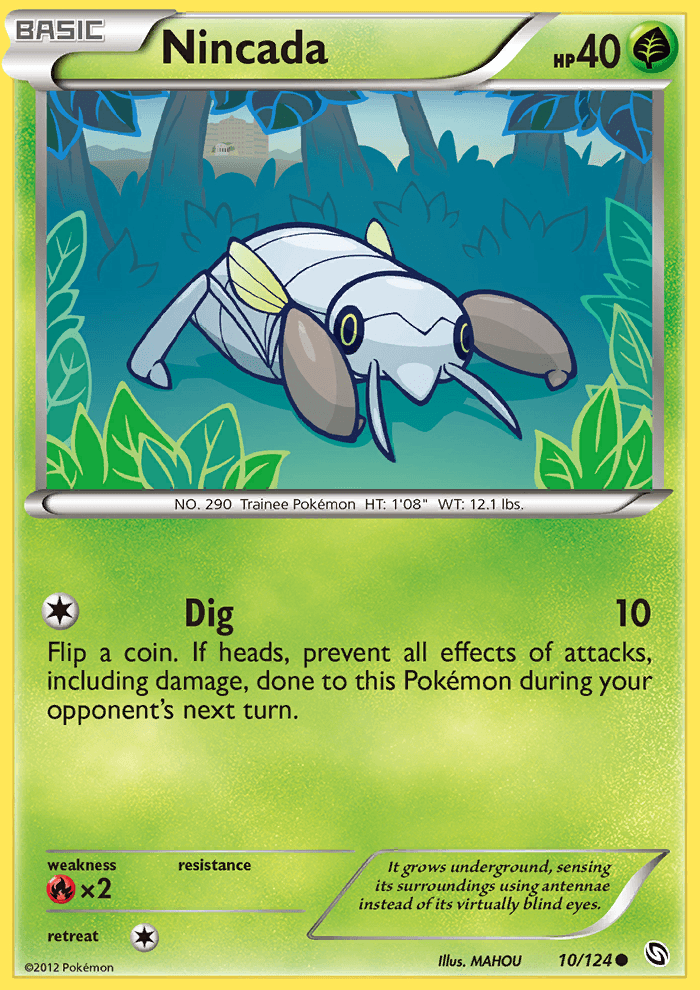 BASIC
Nincada
HP40
NO. 290 Trainee Pokémon HT: 1'08" WT: 12.1 lbs.
Dig 10
Flip a coin. If heads, prevent all effects of attacks,
including damage, done to this Pokémon during your
opponent's next turn.
weakness resistance
×2
retreat
It grows underground, sensing
its surroundings using antennae
instead of its virtually blind eyes.
©2012 Pokémon
Illus. MAHOU 10/124